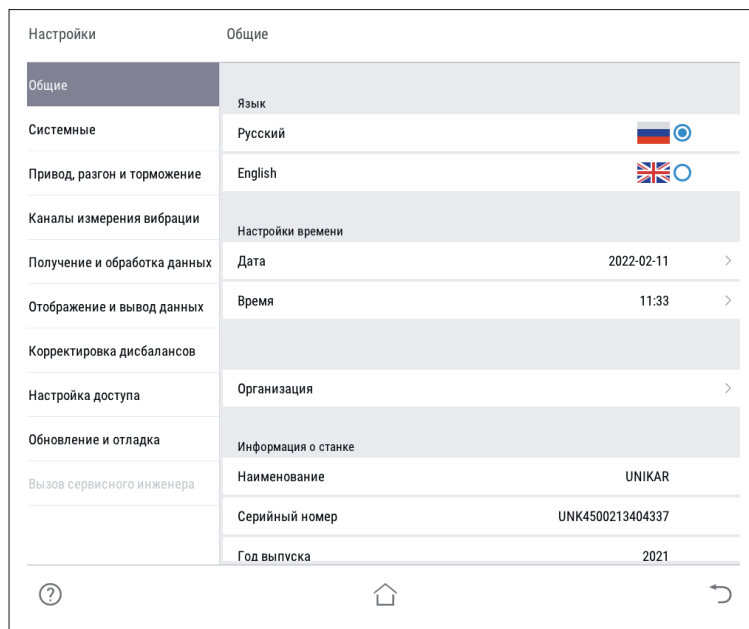 Настройки
Общие
Общие
Системные
Привод, разгон и торможение
Каналы измерения вибрации
Получение и обработка данных
Отображение и вывод данных
Корректировка дисбалансов
Настройка доступа
Обновление и отладка
Вызов сервисного инженера
Язык
Русский
English
Настройки времени
Дата 2022-02-11
Время 11:33
Организация
Информация о станке
Наименование UNIKAR
Серийный номер UNK4500213404337
Год выпуска 2021